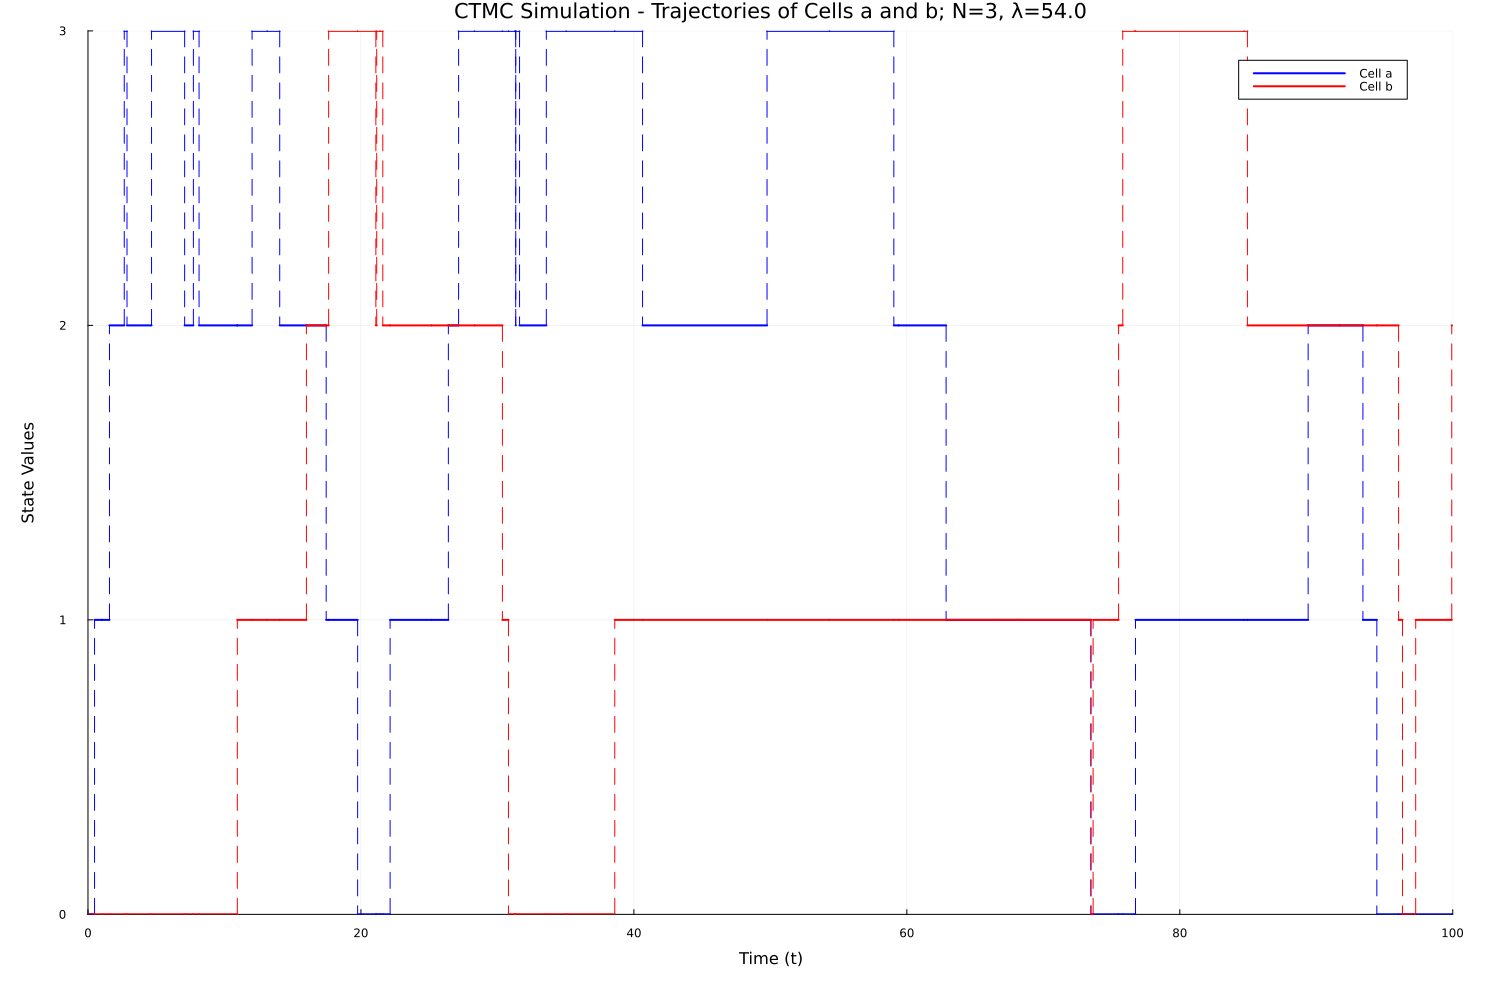 CTMC Simulation - Trajectories of Cells a and b; N=3, λ=54.0
3
Cell a
Cell b
2
State Values
1
0
0 20 40 60 80 100
Time (t)